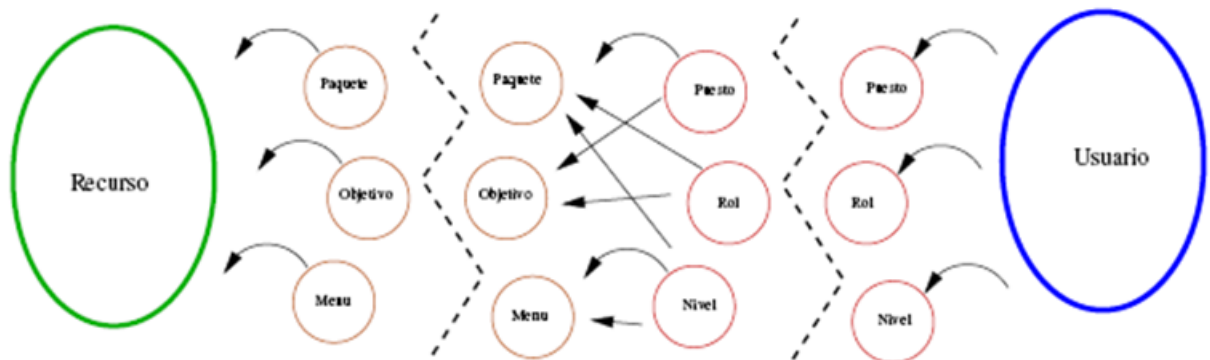 Recurso
Paquete
Objetivo
Menu
Paquete
Objetivo
Menu
Puesto
Rol
Nivel
Puesto
Rol
Nivel
Usuario